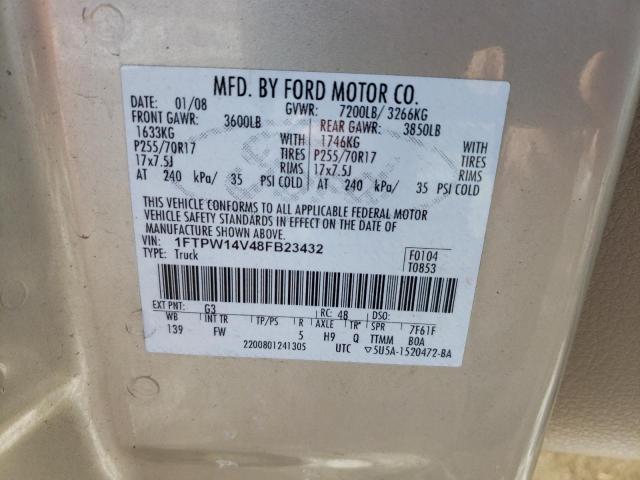 MFD. BY FORD MOTOR CO.
DATE: 01/08 GVWR: 7200LB/ 3266KG
FRONT GAWR: 3600LB REAR GAWR: 3850LB
1633KG WITH 1746KG WITH
P255/70R17 TIRES P255/70R17 TIRES
17x7.5J RIMS 17x7.5J RIMS
AT 240 kPa/ 35 PSI COLD AT 240 kPa/ 35 PSI COLD
THIS VEHICLE CONFORMS TO ALL APPLICABLE FEDERAL MOTOR
VEHICLE SAFETY STANDARDS IN EFFECT ON THE DATE OF
MANUFACTURE SHOWN ABOVE.
VIN: 1FTPW14V48FB23432 F0104
TYPE: Truck T0853
EXT PNT: G3 RC: 48 DSO:
WB INT TR TP/PS R AXLE TR* SPR 7F61F
139 FW 5 H9 Q TTMM BOA
2200801241305 UTC ▽5U5A-1520472-BA